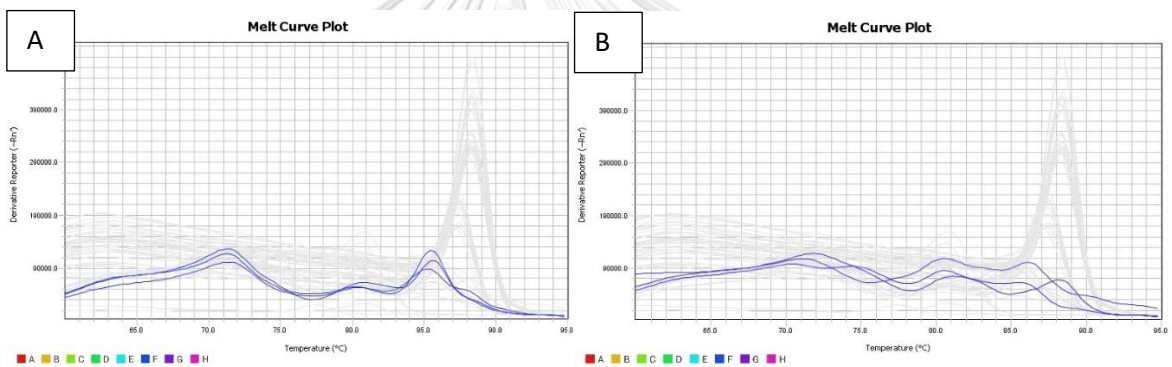 A
Melt Curve Plot
Derivative Reporter (-Rn')
390000.0
290000.0
190000.0
90000.0
65.0 70.0 75.0 80.0 85.0 90.0 95.0
Temperature (°C)
A B C D E F G H
B
Melt Curve Plot
Derivative Reporter (-Rn')
390000.0
290000.0
190000.0
90000.0
65.0 70.0 75.0 80.0 85.0 90.0 95.0
Temperature (°C)
A B C D E F G H